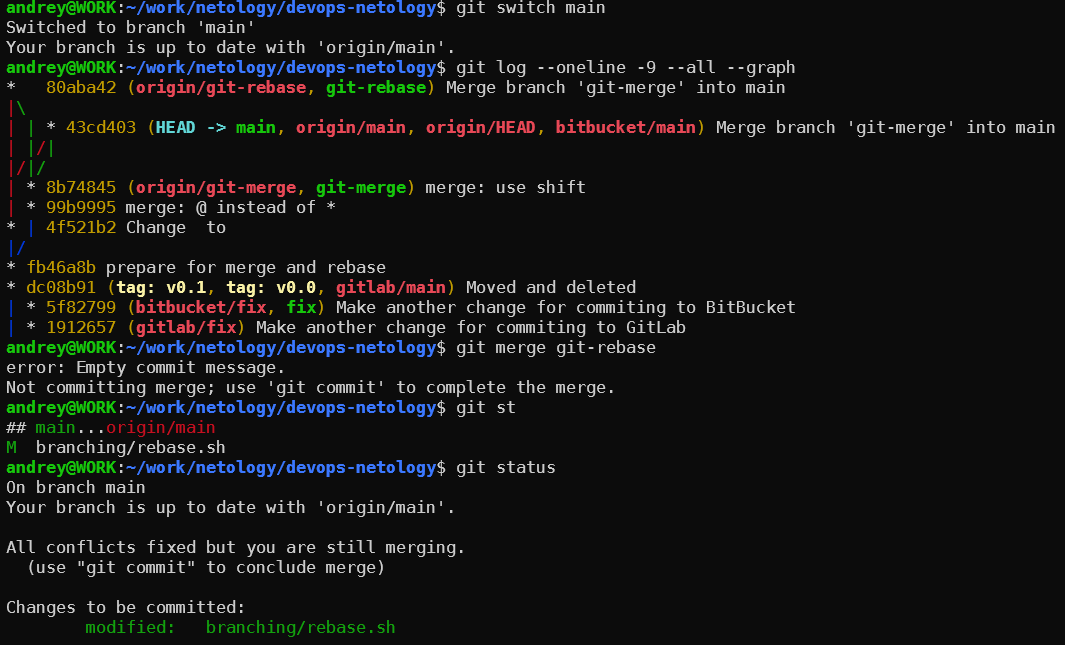 andrey@WORK:~/work/netology/devops-netology$ git switch main
Switched to branch 'main'
Your branch is up to date with 'origin/main'.
andrey@WORK:~/work/netology/devops-netology$ git log --oneline -9 --all --graph
*   80aba42 (origin/git-rebase, git-rebase) Merge branch 'git-merge' into main
|\
| | * 43cd403 (HEAD -> main, origin/main, origin/HEAD, bitbucket/main) Merge branch 'git-merge' into main
| |/|
|/|/
| * 8b74845 (origin/git-merge, git-merge) merge: use shift
| * 99b9995 merge: @ instead of *
* | 4f521b2 Change  to
|/
* fb46a8b prepare for merge and rebase
* dc08b91 (tag: v0.1, tag: v0.0, gitlab/main) Moved and deleted
| * 5f82799 (bitbucket/fix, fix) Make another change for commiting to BitBucket
| * 1912657 (gitlab/fix) Make another change for commiting to GitLab
andrey@WORK:~/work/netology/devops-netology$ git merge git-rebase
error: Empty commit message.
Not committing merge; use 'git commit' to complete the merge.
andrey@WORK:~/work/netology/devops-netology$ git st
## main...origin/main
M  branching/rebase.sh
andrey@WORK:~/work/netology/devops-netology$ git status
On branch main
Your branch is up to date with 'origin/main'.

All conflicts fixed but you are still merging.
  (use "git commit" to conclude merge)

Changes to be committed:
        modified:   branching/rebase.sh